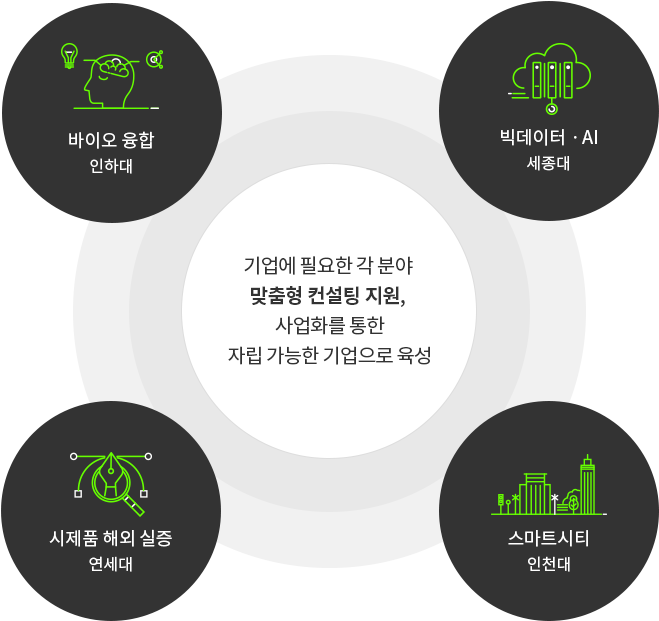 바이오 융합
인하대
빅데이터 · AI
세종대
기업에 필요한 각 분야
맞춤형 컨설팅 지원,
사업화를 통한
자립 가능한 기업으로 육성
시제품 해외 실증
연세대
스마트시티
인천대